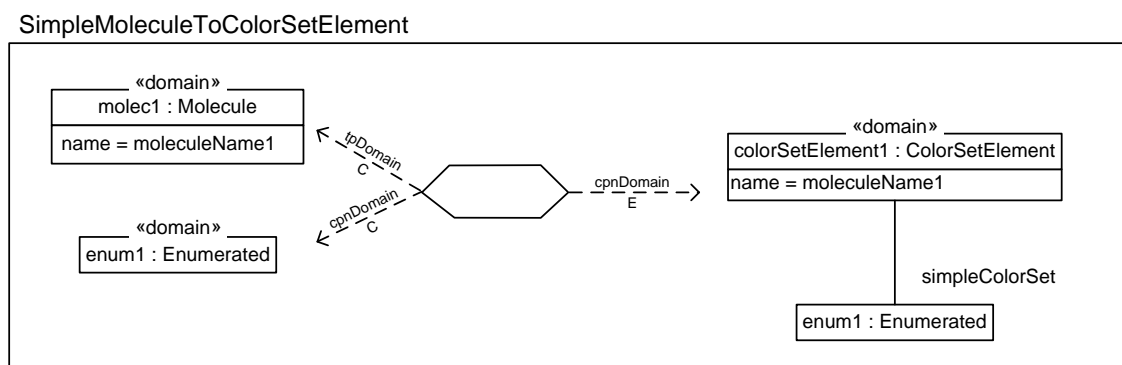 SimpleMoleculeToColorSetElement
«domain»
molec1 : Molecule
name = moleculeName1
tpDomain
C
cpnDomain
C
«domain»
enum1 : Enumerated
cpnDomain
E
«domain»
colorSetElement1 : ColorSetElement
name = moleculeName1
simpleColorSet
enum1 : Enumerated